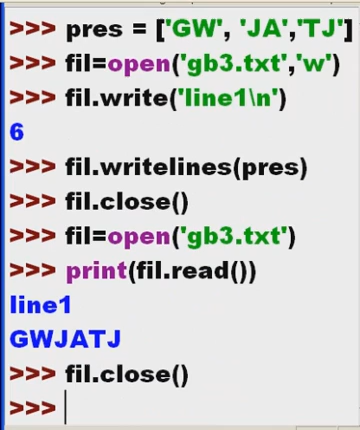 >>> pres = ['GW', 'JA','TJ']
>>> fil=open('gb3.txt','w')
>>> fil.write('line1\n')
6
>>> fil.writelines(pres)
>>> fil.close()
>>> fil=open('gb3.txt')
>>> print(fil.read())
line1
GWJATJ
>>> fil.close()
>>>